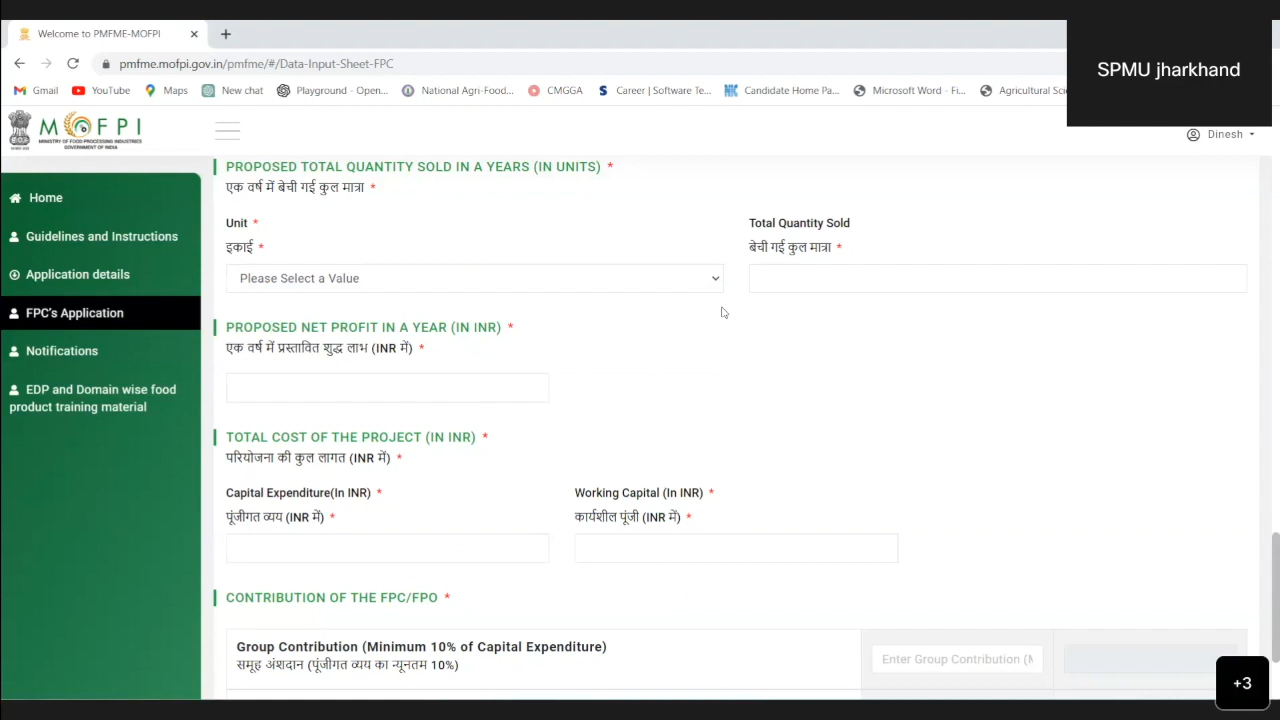 Welcome to PMFME-MOFPI
pmfme.mofpi.gov.in/pmfme/#/Data-Input-Sheet-FPC
SPMU jharkhand
Gmail YouTube Maps New chat Playground - Open... National Agri-Food... CMGGA Career | Software Te... Candidate Home Pa... Microsoft Word - Fi... Agricultural Sci
MOFPI
MINISTRY OF FOOD PROCESSING INDUSTRIES
GOVERNMENT OF INDIA
Dinesh
Home
Guidelines and Instructions
Application details
FPC's Application
Notifications
EDP and Domain wise food
product training material
PROPOSED TOTAL QUANTITY SOLD IN A YEARS (IN UNITS) *
एक वर्ष में बेची गई कुल मात्रा *
Unit * Total Quantity Sold
इकाई * बेची गई कुल मात्रा *
Please Select a Value
PROPOSED NET PROFIT IN A YEAR (IN INR) *
एक वर्ष में प्रस्तावित शुद्ध लाभ (INR में) *
TOTAL COST OF THE PROJECT (IN INR) *
परियोजना की कुल लागत (INR में) *
Capital Expenditure(In INR) * Working Capital (In INR) *
पूंजीगत व्यय (INR में) * कार्यशील पूंजी (INR में) *
CONTRIBUTION OF THE FPC/FPO *
Group Contribution (Minimum 10% of Capital Expenditure)
समूह अंशदान (पूंजीगत व्यय का न्यूनतम 10%)
Enter Group Contribution (M
+3